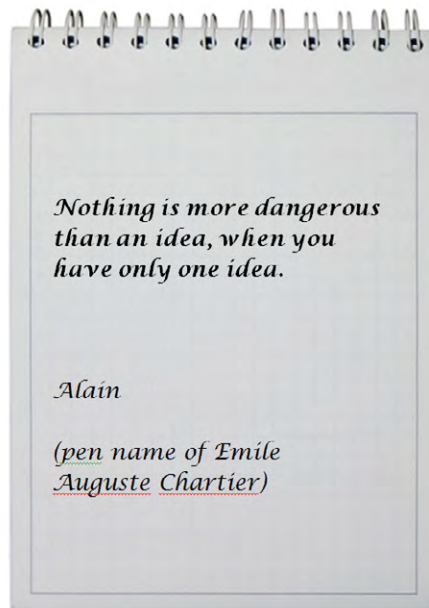 Nothing is more dangerous
than an idea, when you
have only one idea.
Alain
(pen name of Emile
Auguste Chartier)